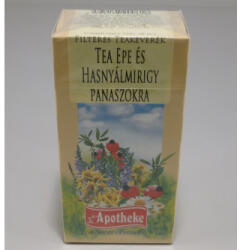 Filteres Teakeverék
Tea Epe és
Hasnyálmirigy
panaszokra
Apotheke